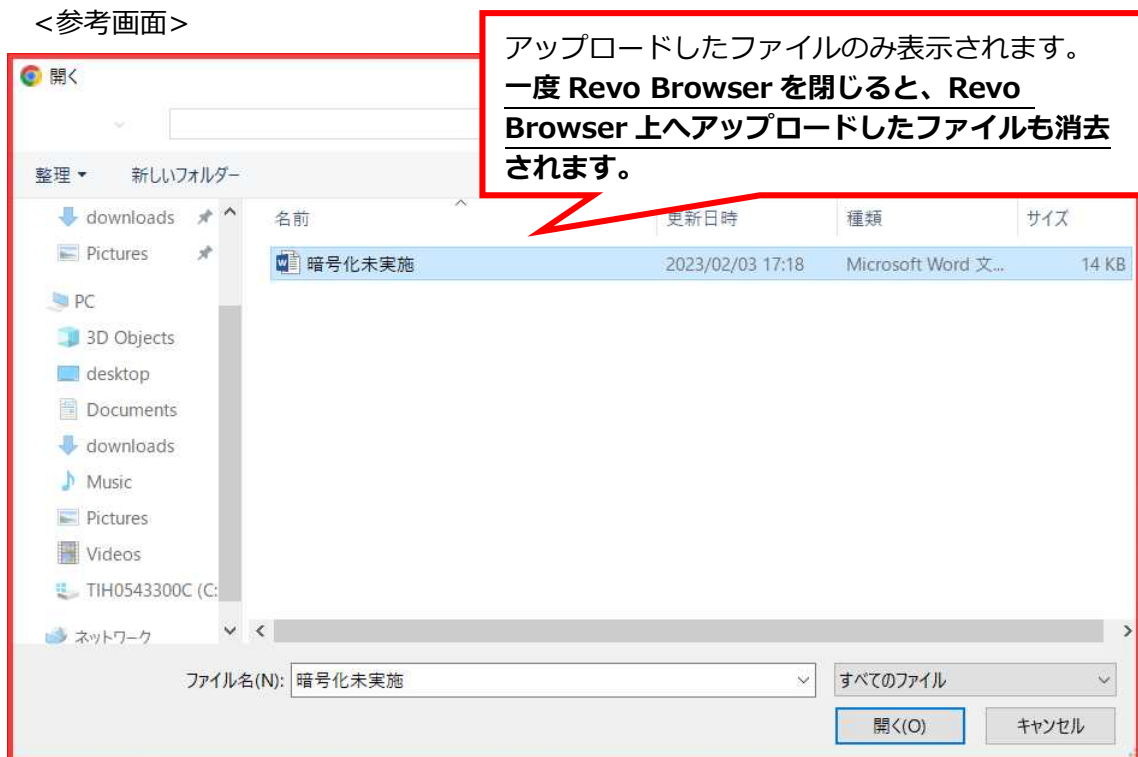 <参考画面>
アップロードしたファイルのみ表示されます。
一度 Revo Browser を閉じると、Revo
Browser 上へアップロードしたファイルも消去
されます。
開く
整理 新しいフォルダー
名前 更新日時 種類 サイズ
暗号化未実施 2023/02/03 17:18 Microsoft Word 文... 14 KB
downloads
Pictures
PC
3D Objects
desktop
Documents
downloads
Music
Pictures
Videos
TIH0543300C (C:
ネットワーク
ファイル名(N): 暗号化未実施 すべてのファイル
開く(O) キャンセル